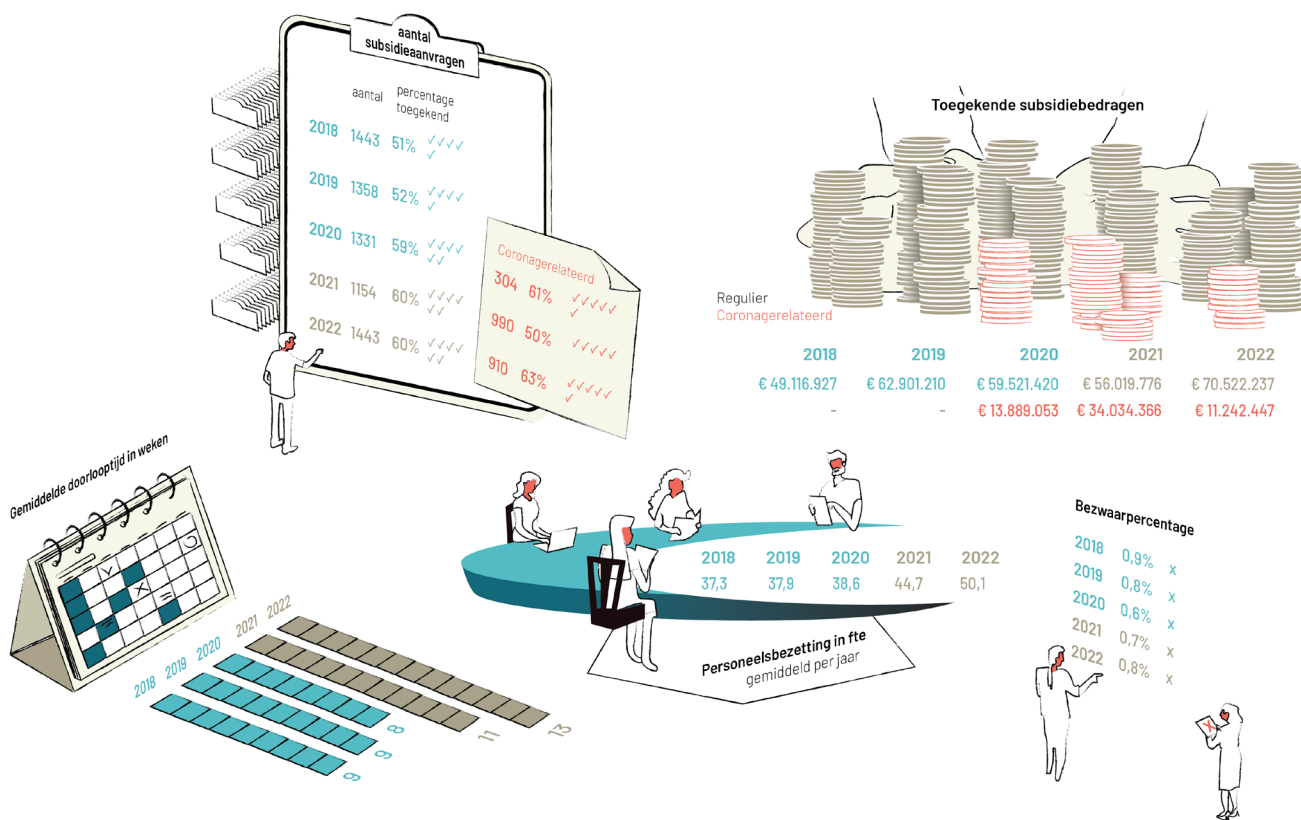 aantal
subsidieaanvragen
aantal percentage
toegekend
2018 1443 51% ✓✓✓✓
✓
2019 1358 52% ✓✓✓✓
✓
2020 1331 59% ✓✓✓✓
✓✓
2021 1154 60% ✓✓✓✓
✓✓
2022 1443 60% ✓✓✓✓
✓✓
Coronagerelateerd
304 61% ✓✓✓✓✓
✓
990 50% ✓✓✓✓✓
910 63% ✓✓✓✓✓
✓
Toegekende subsidiebedragen
Regulier
Coronagerelateerd
2018 2019 2020 2021 2022
€ 49.116.927 € 62.901.210 € 59.521.420 € 56.019.776 € 70.522.237
- - € 13.889.053 € 34.034.366 € 11.242.447
Gemiddelde doorlooptijd in weken
2018 2019 2020 2021 2022
9 9 8 11 13
2018 2019 2020 2021 2022
37,3 37,9 38,6 44,7 50,1
Personeelsbezetting in fte
gemiddeld per jaar
Bezwaarpercentage
2018 0,9% x
2019 0,8% x
2020 0,6% x
2021 0,7% x
2022 0,8% x